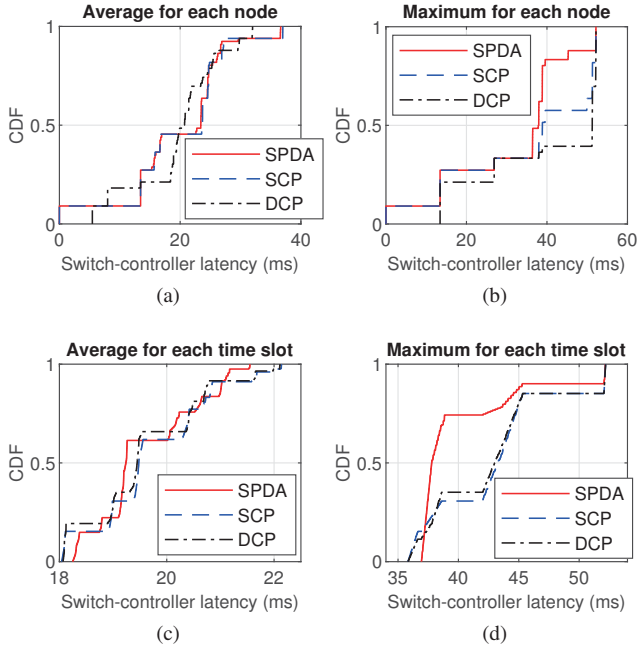 Average for each node
1
0.5
0
CDF
SPDA
SCP
DCP
0 20 40
Switch-controller latency (ms)
(a)
Maximum for each node
1
0.5
0
CDF
SPDA
SCP
DCP
0 20 40 60
Switch-controller latency (ms)
(b)
Average for each time slot
1
0.5
0
CDF
SPDA
SCP
DCP
18 20 22
Switch-controller latency (ms)
(c)
Maximum for each time slot
1
0.5
0
CDF
SPDA
SCP
DCP
35 40 45 50
Switch-controller latency (ms)
(d)